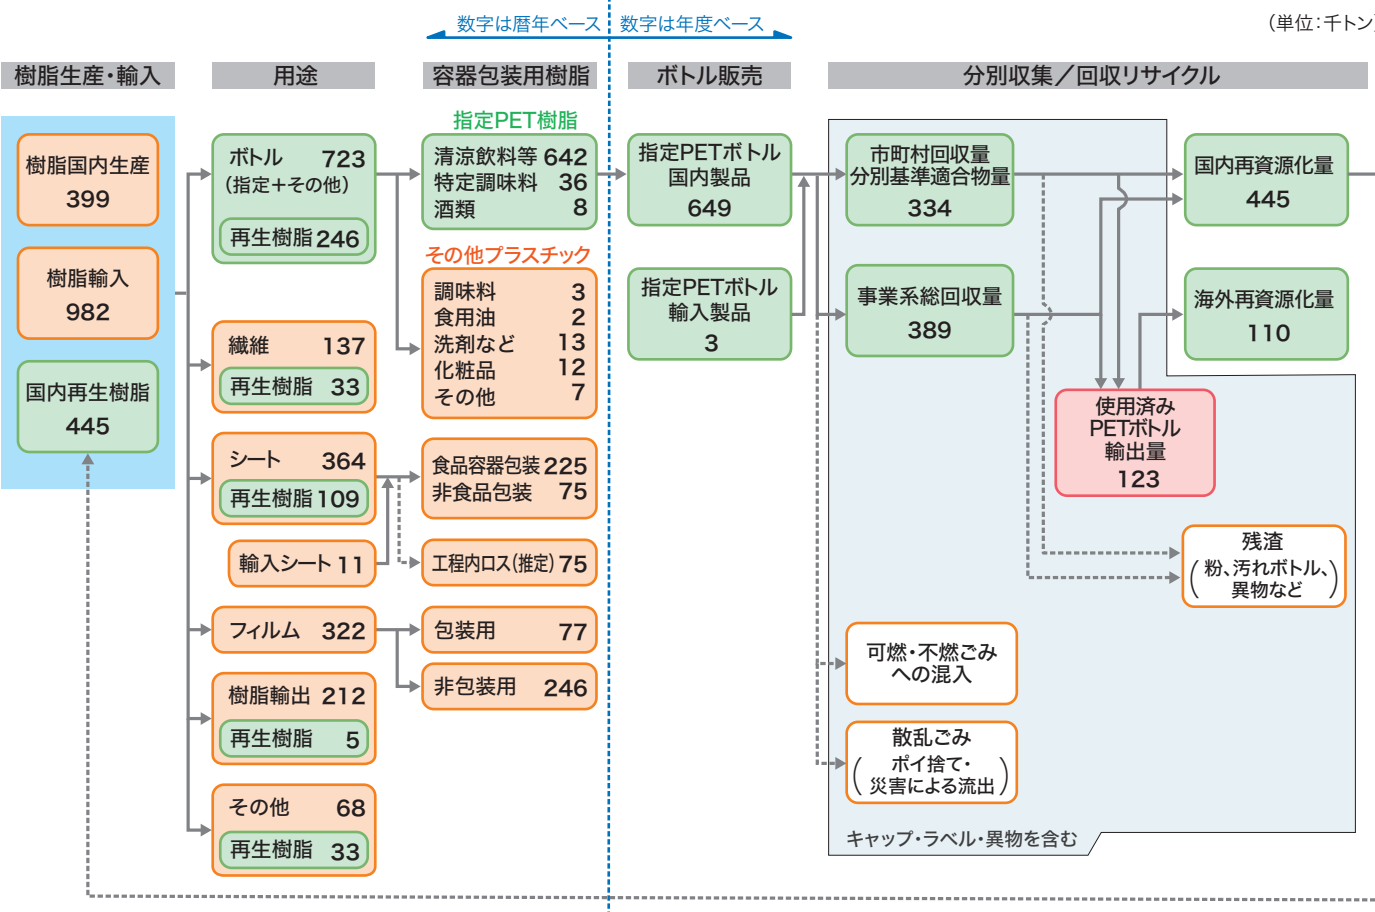 数字は暦年ベース 数字は年度ベース
(単位:千トン)
樹脂生産・輸入
用途
容器包装用樹脂
ボトル販売
分別収集／回収リサイクル
樹脂国内生産
399
樹脂輸入
982
国内再生樹脂
445
ボトル 723
(指定＋その他)
再生樹脂 246
繊維 137
再生樹脂 33
シート 364
再生樹脂 109
輸入シート 11
フィルム 322
樹脂輸出 212
再生樹脂 5
その他 68
再生樹脂 33
指定PET樹脂
清涼飲料等 642
特定調味料 36
酒類 8
その他プラスチック
調味料 3
食用油 2
洗剤など 13
化粧品 12
その他 7
食品容器包装 225
非食品包装 75
工程内ロス(推定) 75
包装用 77
非包装用 246
指定PETボトル
国内製品
649
指定PETボトル
輸入製品
3
市町村回収量
分別基準適合物量
334
事業系総回収量
389
国内再資源化量
445
海外再資源化量
110
使用済み
PETボトル
輸出量
123
残渣
(粉、汚れボトル、
異物など)
可燃・不燃ごみ
への混入
散乱ごみ
(ポイ捨て・
災害による流出)
キャップ・ラベル・異物を含む